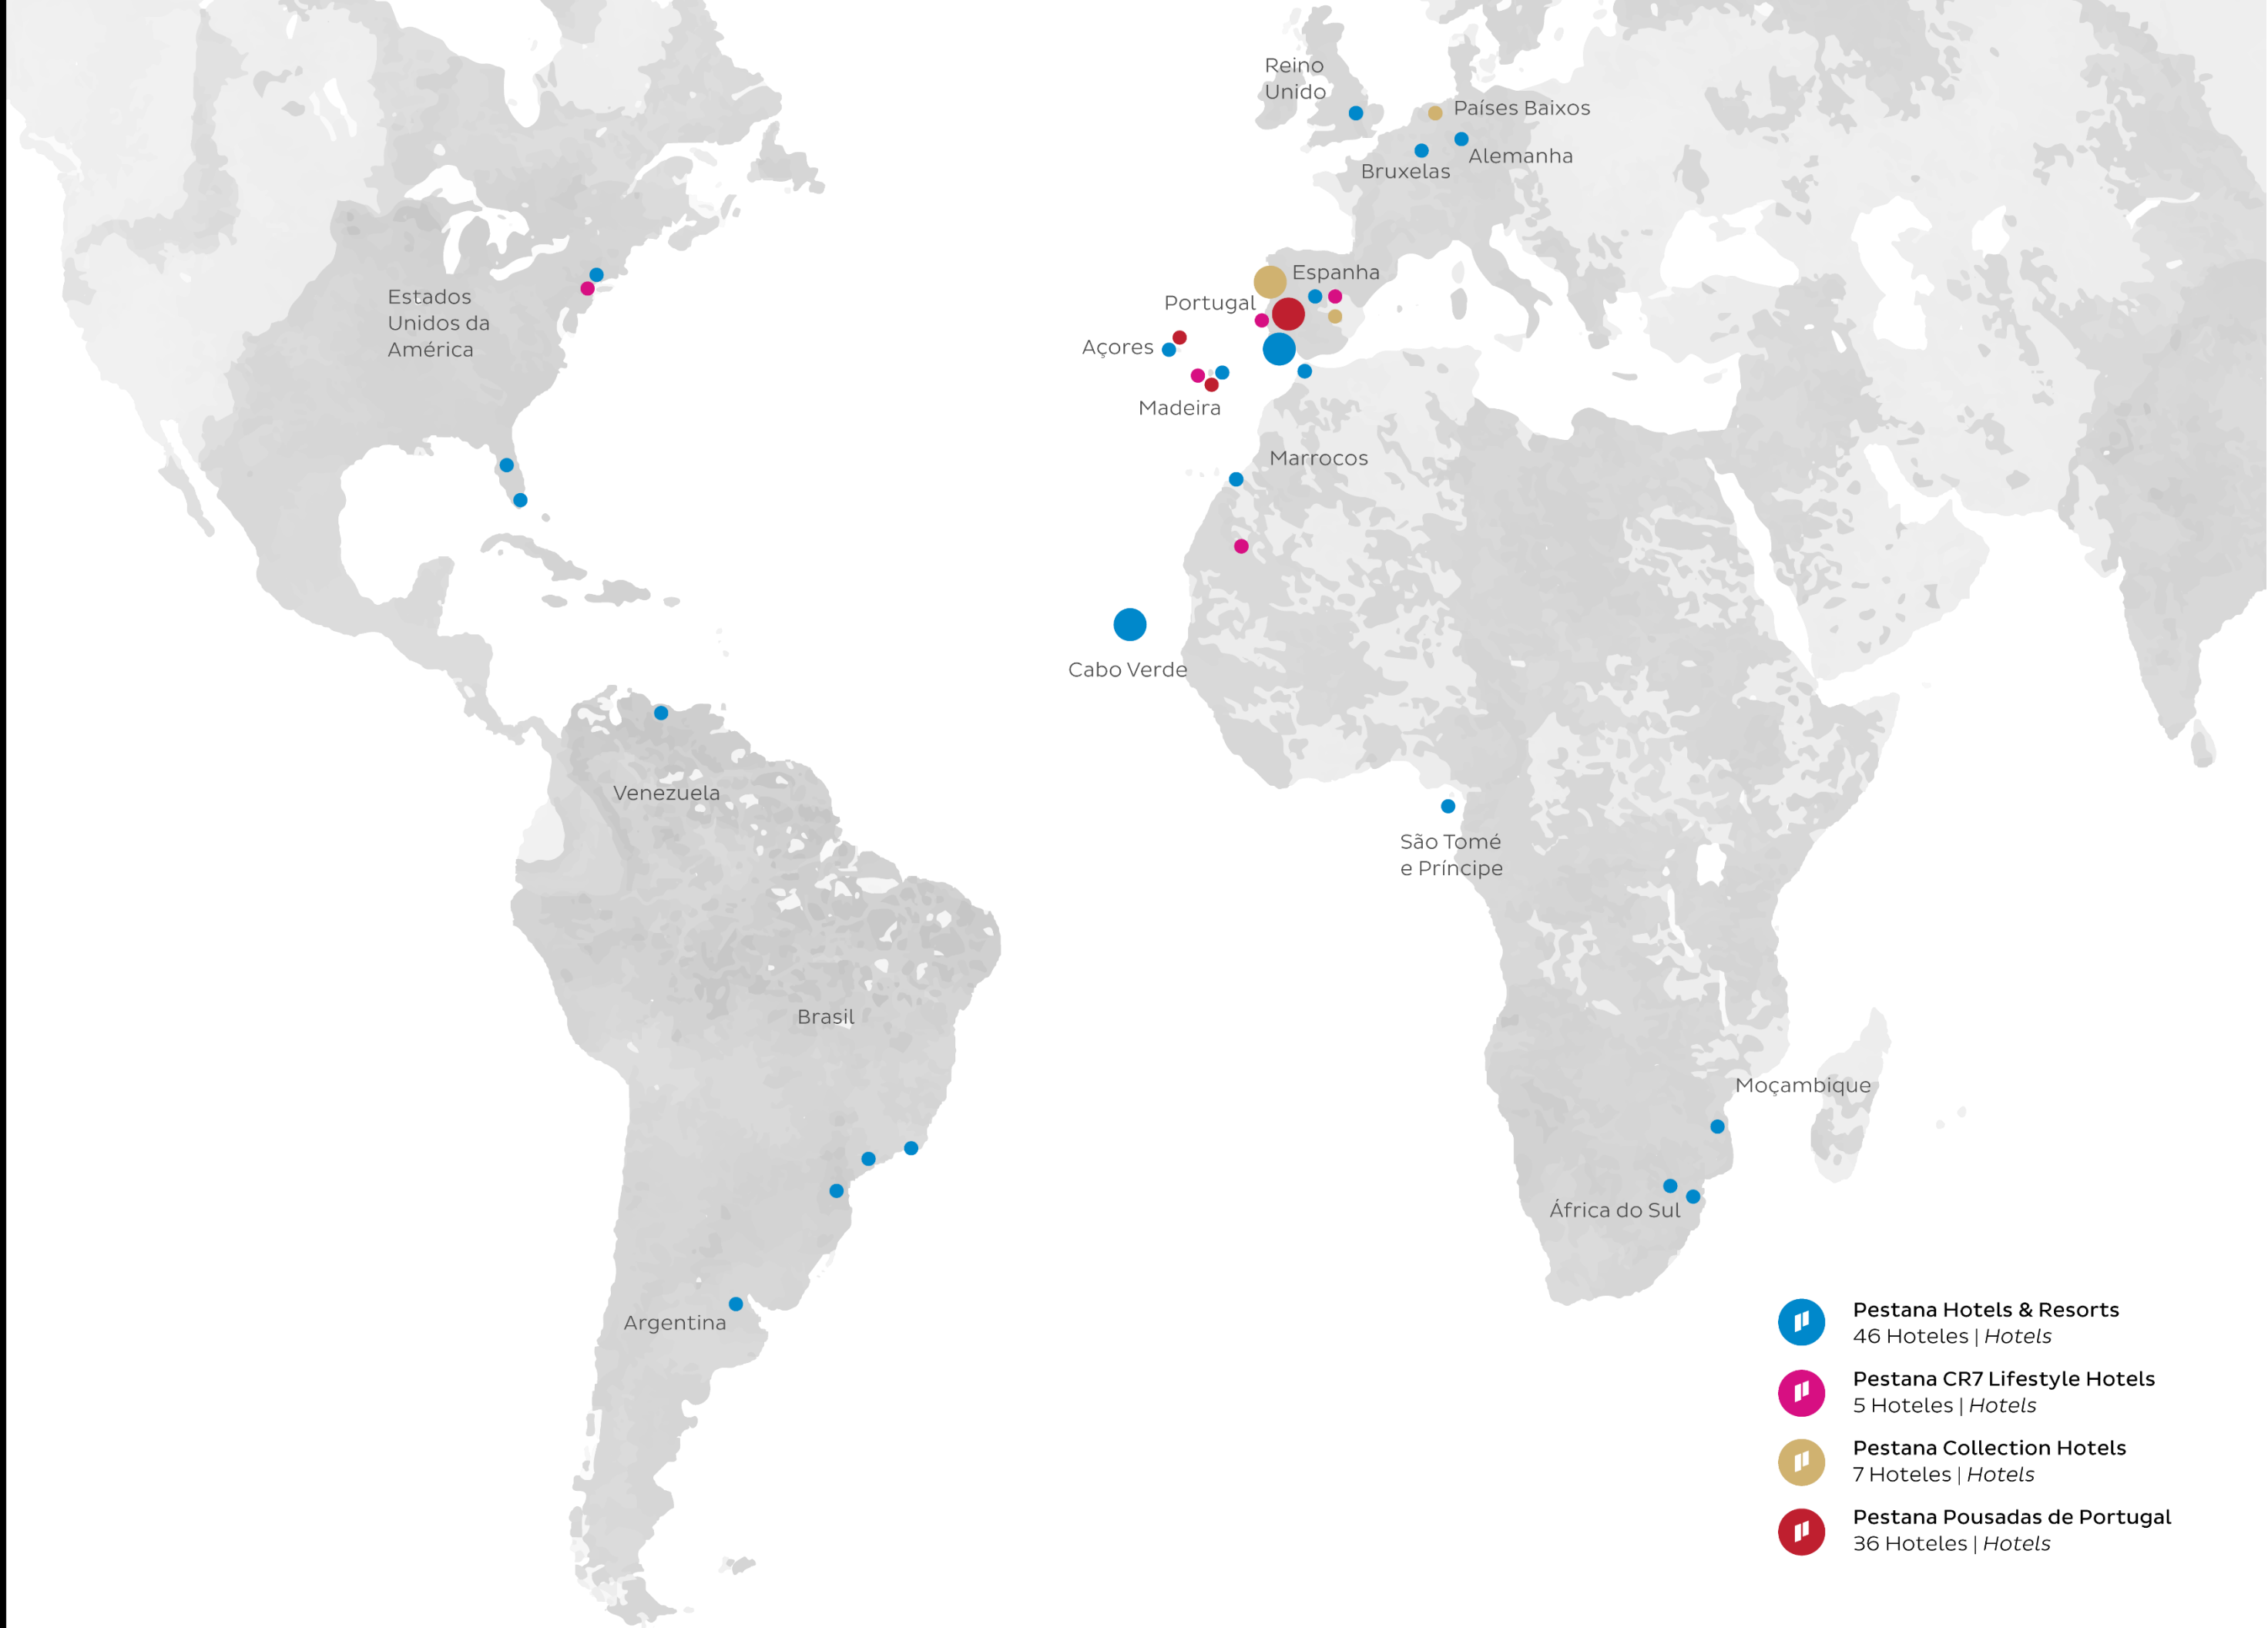 Reino
Unido
Países Baixos
Alemanha
Bruxelas
Espanha
Portugal
Estados
Unidos da
América
Açores
Madeira
Marrocos
Cabo Verde
Venezuela
São Tomé
e Príncipe
Brasil
Moçambique
África do Sul
Argentina
Pestana Hotels & Resorts
46 Hoteles | Hotels
Pestana CR7 Lifestyle Hotels
5 Hoteles | Hotels
Pestana Collection Hotels
7 Hoteles | Hotels
Pestana Pousadas de Portugal
36 Hoteles | Hotels